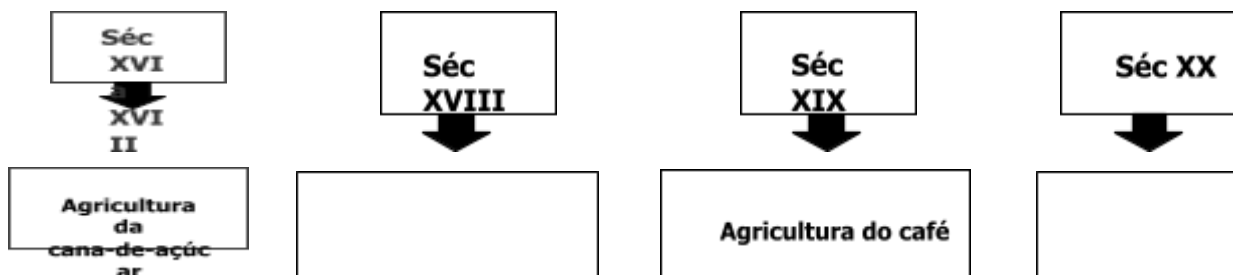 Séc
XVI
a
XVI
II
Séc
XVIII
Séc
XIX
Séc XX
Agricultura
da
cana-de-açúc
ar
Agricultura do café